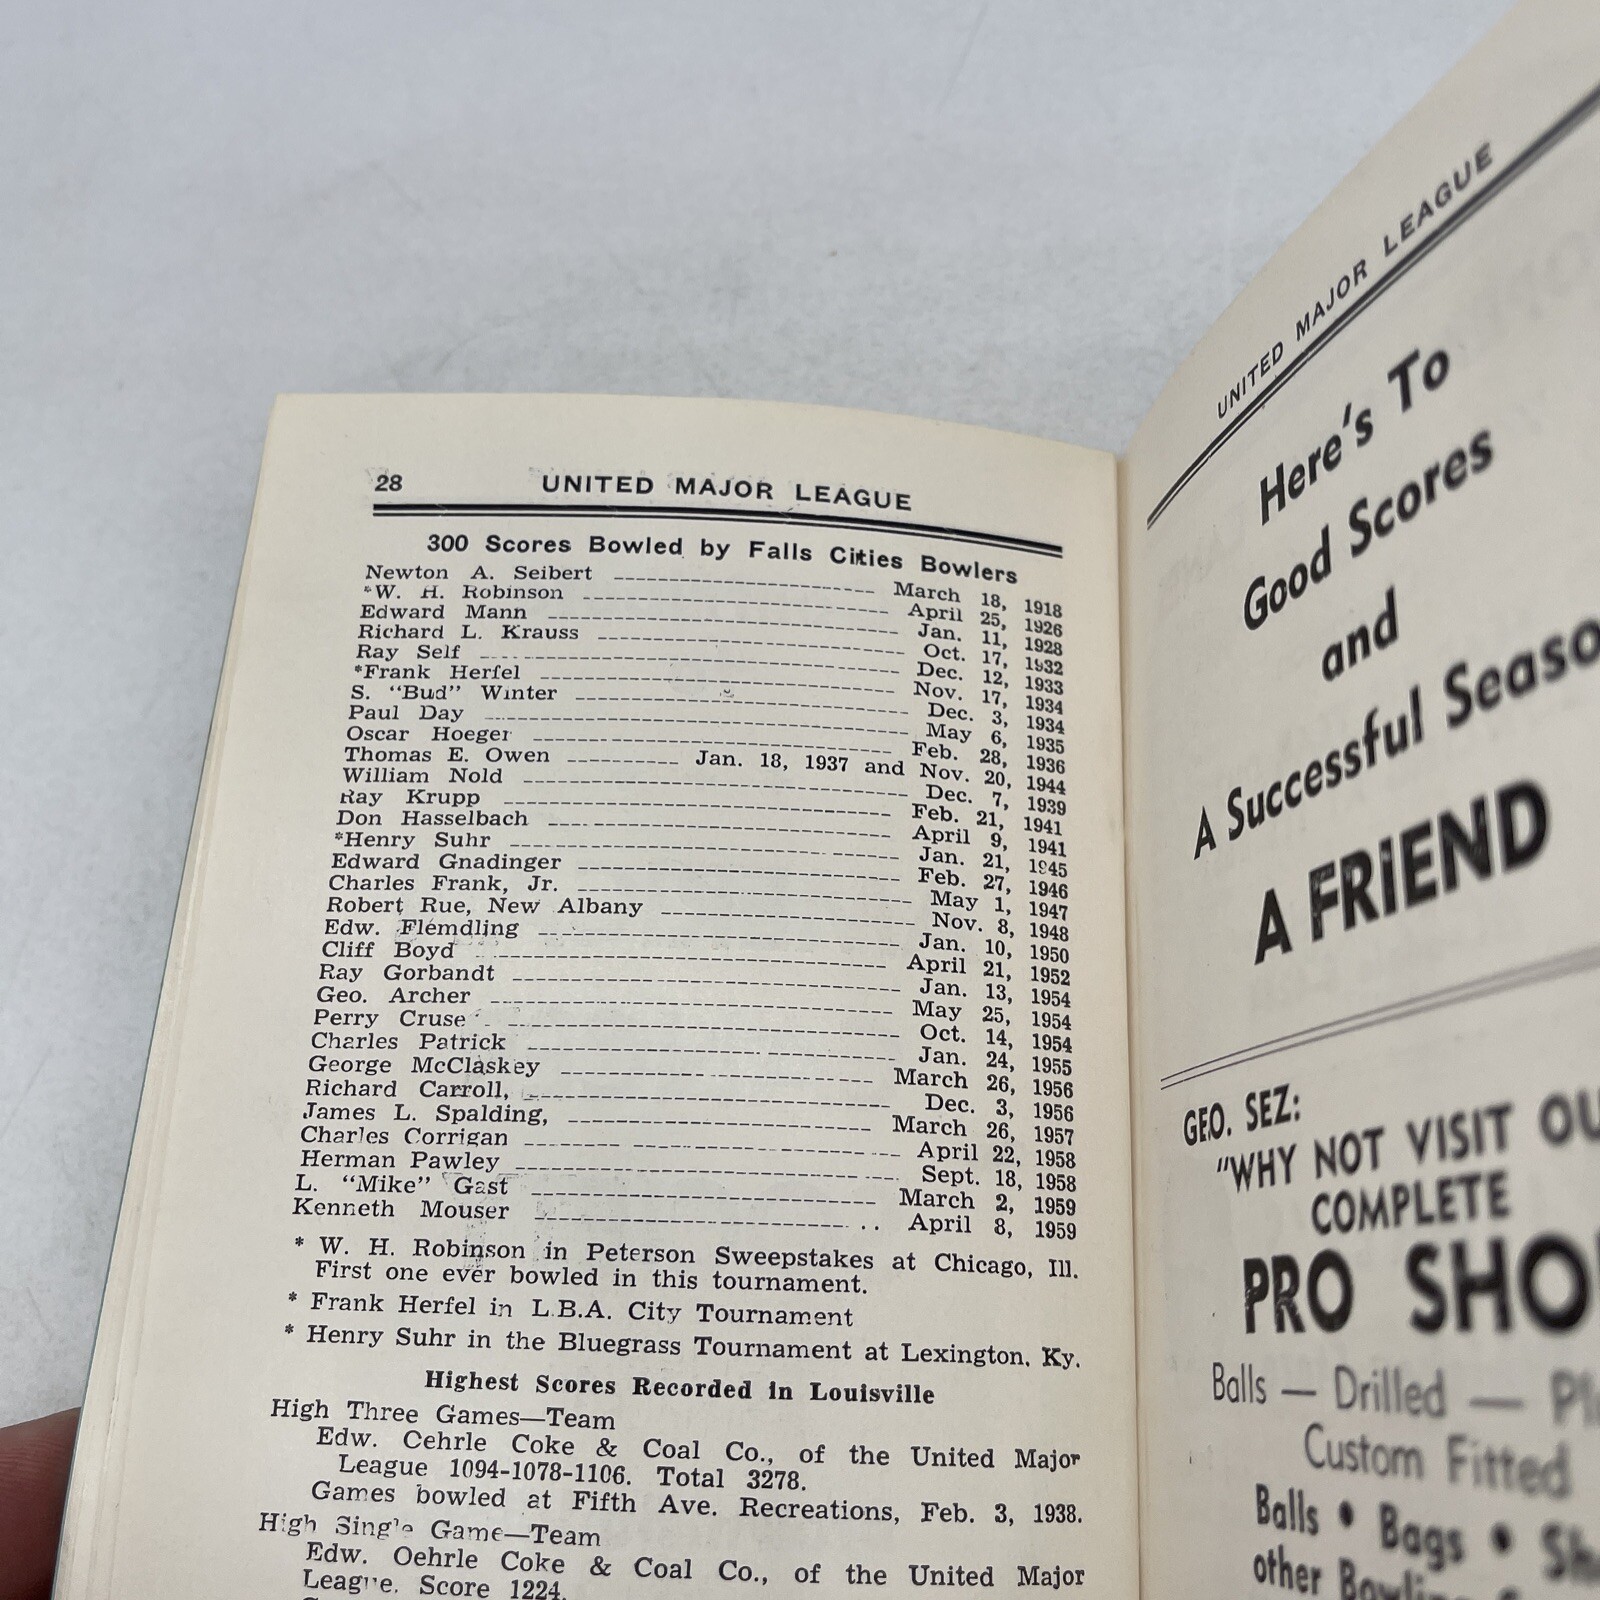 28 UNITED MAJOR LEAGUE
300 Scores Bowled by Falls Cities Bowlers
Newton A. Seibert March 18, 1918
*W. H. Robinson April 25, 1926
Edward Mann Jan. 11, 1928
Richard L. Krauss Oct. 17, 1932
Ray Self Dec. 12, 1933
*Frank Herfel Nov. 17, 1934
S. "Bud" Winter Dec. 3, 1934
Paul Day May 6, 1935
Oscar Hoeger Feb. 28, 1936
Thomas E. Owen Jan. 18, 1937 and Nov. 20, 1944
William Nold Dec. 7, 1939
Ray Krupp Feb. 21, 1941
Don Hasselbach April 9, 1941
*Henry Suhr Jan. 21, 1945
Edward Gnadinger Feb. 27, 1946
Charles Frank, Jr. May 1, 1947
Robert Rue, New Albany Nov. 8, 1948
Edw. Flemdling Jan. 10, 1950
Cliff Boyd April 21, 1952
Ray Gorbandt Jan. 13, 1954
Geo. Archer May 25, 1954
Perry Cruse Oct. 14, 1954
Charles Patrick Jan. 24, 1955
George McClaskey March 26, 1956
Richard Carroll, Dec. 3, 1956
James L. Spalding, March 26, 1957
Charles Corrigan April 22, 1958
Herman Pawley Sept. 18, 1958
L. "Mike" Gast March 2, 1959
Kenneth Mouser April 8, 1959
* W. H. Robinson in Peterson Sweepstakes at Chicago, Ill.
First one ever bowled in this tournament.
* Frank Herfel in L.B.A. City Tournament
* Henry Suhr in the Bluegrass Tournament at Lexington, Ky.
Highest Scores Recorded in Louisville
High Three Games—Team
Edw. Oehrle Coke & Coal Co., of the United Major
League 1094-1078-1106. Total 3278.
Games bowled at Fifth Ave. Recreations, Feb. 3, 1938.
High Single Game—Team
Edw. Oehrle Coke & Coal Co., of the United Major
League. Score 1224.
UNITED MAJOR LEAGUE
Here's To
Good Scores
and
A Successful Seaso
A FRIEND
GEO. SEZ:
"WHY NOT VISIT OU
COMPLETE
PRO SHO
Balls — Drilled — Pl
Custom Fitted
Balls • Bags • Sh
other Bowling